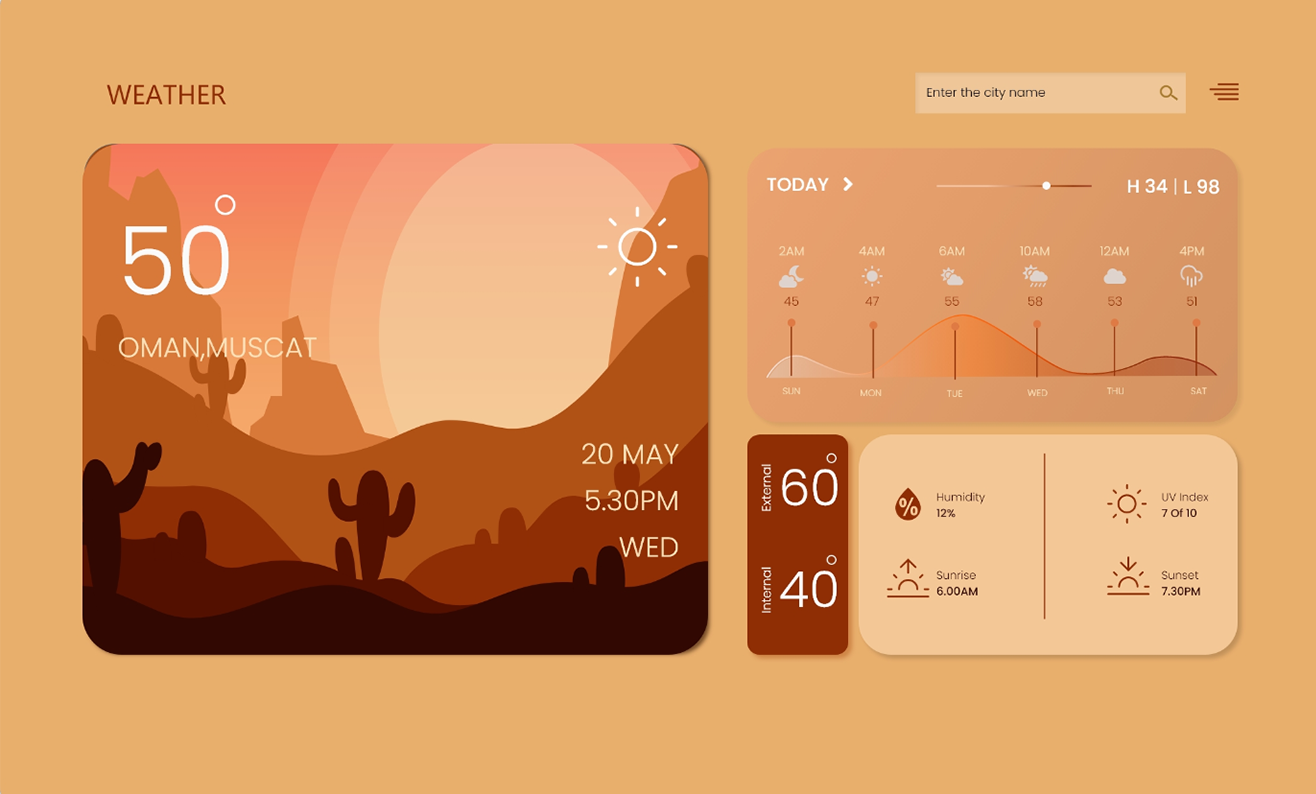 WEATHER
Enter the city name
50°
OMAN,MUSCAT
20 MAY
5.30PM
WED
TODAY
H 34 | L 98
2AM 4AM 6AM 10AM 12AM 4PM
45 47 55 58 53 51
SUN MON TUE WED THU SAT
External 60°
Internal 40°
%
Humidity
12%
UV Index
7 Of 10
Sunrise
6.00AM
Sunset
7.30PM